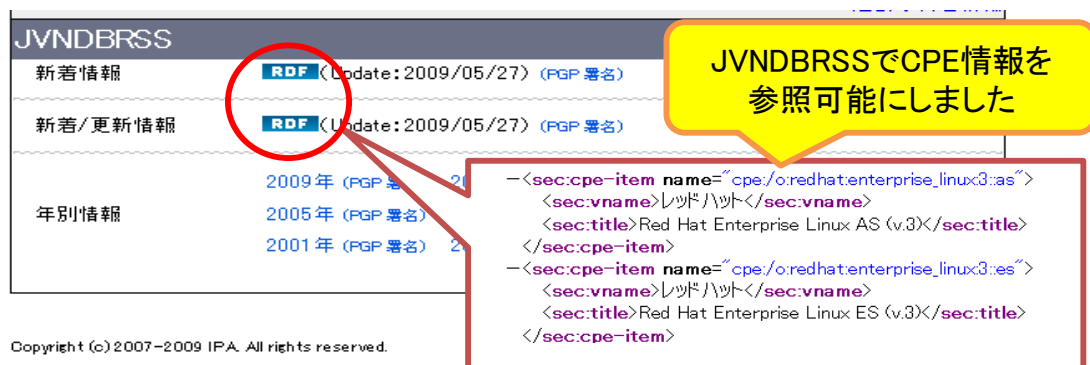 JVNDBRSS
新着情報 RDF (Update:2009/05/27) (PGP 署名)
JVNDBRSSでCPE情報を
参照可能にしました
新着/更新情報 RDF (Update:2009/05/27) (PGP 署名)
年別情報
2009年 (PGP 署
2005年 (PGP 署名)
2001年 (PGP 署名)
−<sec:cpe-item name="cpe:/o:redhat:enterprise_linux:3::as">
<sec:vname>レッドハット</sec:vname>
<sec:title>Red Hat Enterprise Linux AS (v.3)</sec:title>
</sec:cpe-item>
−<sec:cpe-item name="cpe:/o:redhat:enterprise_linux:3::es">
<sec:vname>レッドハット</sec:vname>
<sec:title>Red Hat Enterprise Linux ES (v.3)</sec:title>
</sec:cpe-item>
Copyright (c) 2007-2009 IPA. All rights reserved.